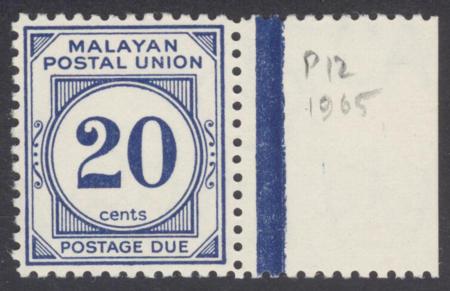 MALAYAN
POSTAL UNION
20
cents
POSTAGE DUE
P12
1965